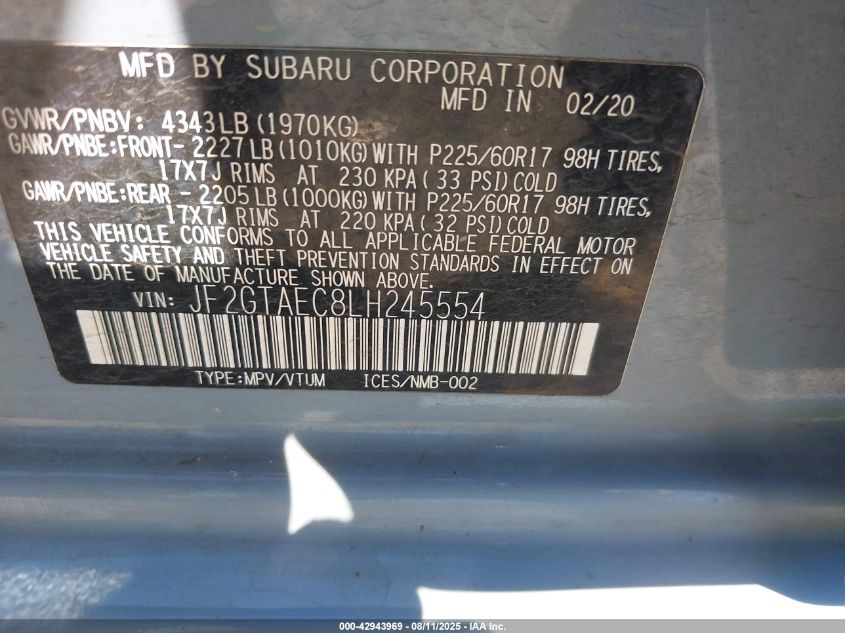 MFD BY SUBARU CORPORATION
MFD IN 02/20
GVWR/PNBV: 4343LB (1970KG)
GAWR/PNBE:FRONT- 2227 LB (1010KG) WITH P225/60R17 98H TIRES,
17X7J RIMS AT 230 KPA ( 33 PSI) COLD
GAWR/PNBE:REAR - 2205 LB (1000KG) WITH P225/60R17 98H TIRES,
17X7J RIMS AT 220 KPA ( 32 PSI) COLD
THIS VEHICLE CONFORMS TO ALL APPLICABLE FEDERAL MOTOR
VEHICLE SAFETY AND THEFT PREVENTION STANDARDS IN EFFECT ON
THE DATE OF MANUFACTURE SHOWN ABOVE.
VIN: JF2GTAEC8LH245554
TYPE:MPV/VTUM ICES/NMB-002
000-42943969 - 08/11/2025 - IAA Inc.